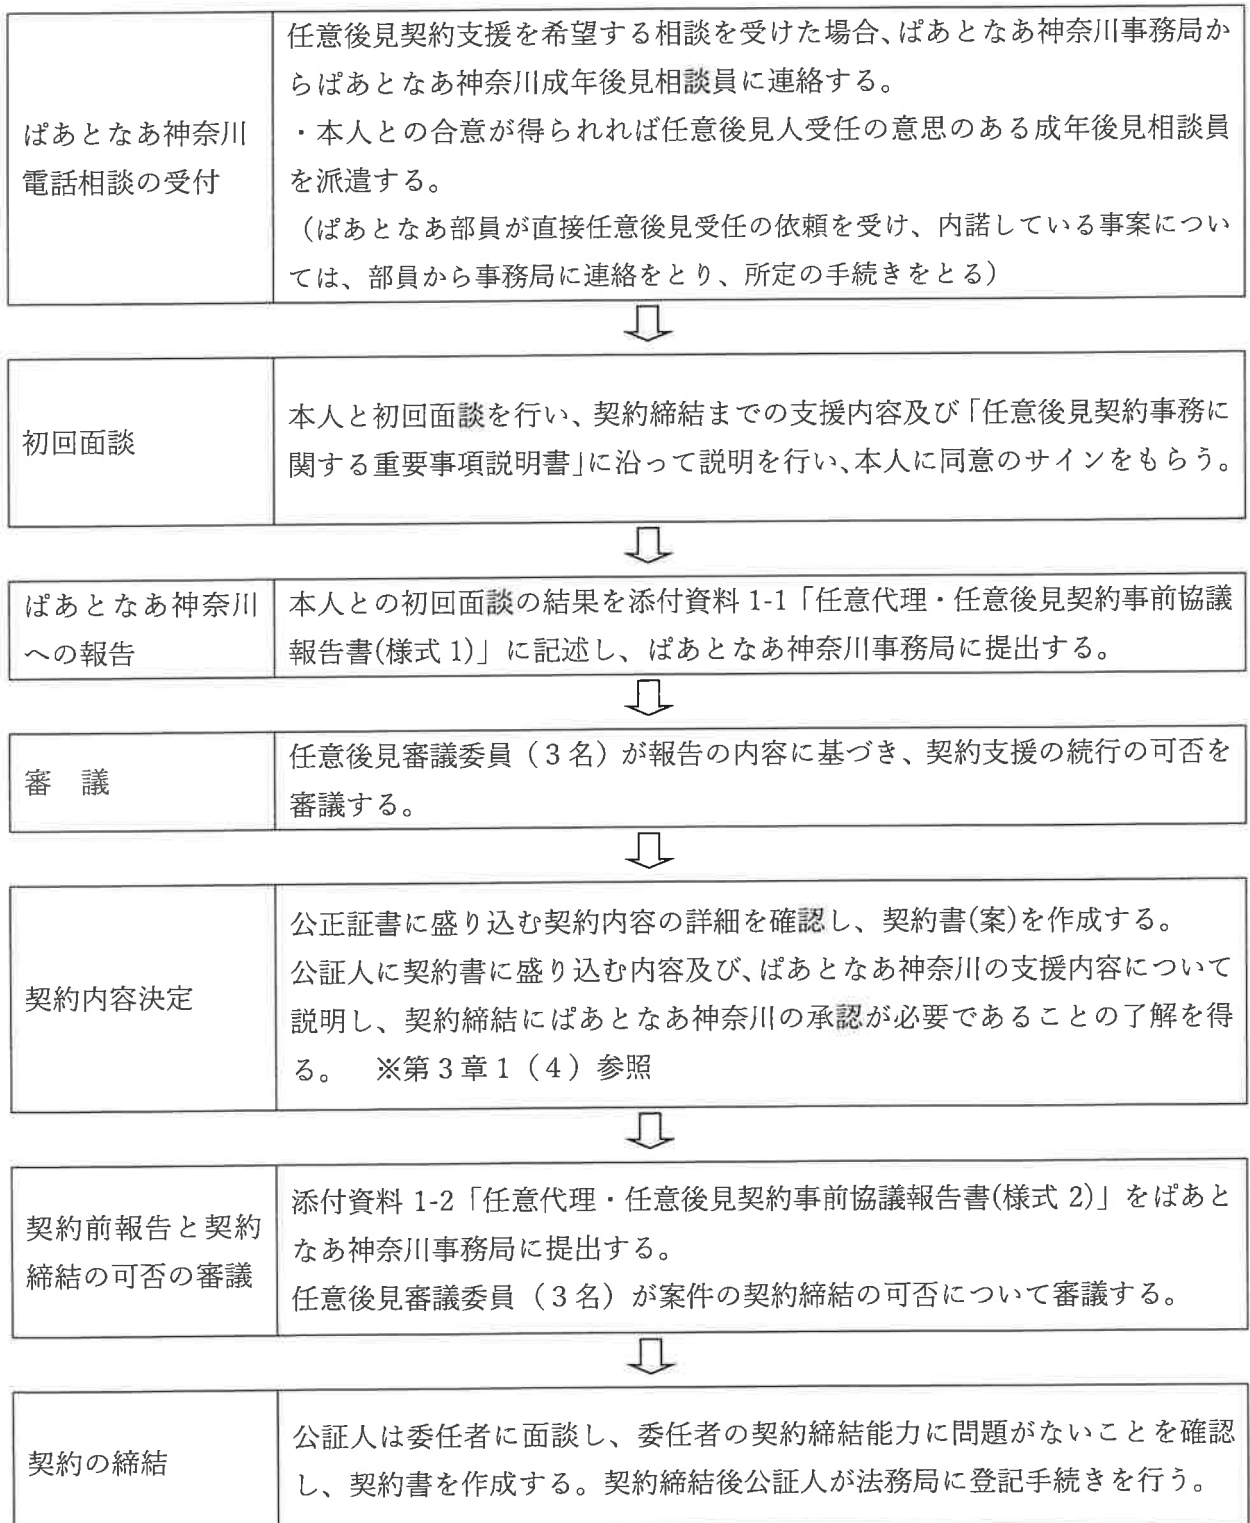 ぱあとなあ神奈川
電話相談の受付
任意後見契約支援を希望する相談を受けた場合、ぱあとなあ神奈川事務局か
らぱあとなあ神奈川成年後見相談員に連絡する。
・本人との合意が得られれば任意後見人受任の意思のある成年後見相談員
を派遣する。
（ぱあとなあ部員が直接任意後見受任の依頼を受け、内諾している事案につい
ては、部員から事務局に連絡をとり、所定の手続きをとる）
初回面談
本人と初回面談を行い、契約締結までの支援内容及び「任意後見契約事務に
関する重要事項説明書」に沿って説明を行い、本人に同意のサインをもらう。
ぱあとなあ神奈川
への報告
本人との初回面談の結果を添付資料 1-1「任意代理・任意後見契約事前協議
報告書(様式 1)」に記述し、ぱあとなあ神奈川事務局に提出する。
審　議
任意後見審議委員（3名）が報告の内容に基づき、契約支援の続行の可否を
審議する。
契約内容決定
公正証書に盛り込む契約内容の詳細を確認し、契約書(案)を作成する。
公証人に契約書に盛り込む内容及び、ぱあとなあ神奈川の支援内容について
説明し、契約締結にぱあとなあ神奈川の承認が必要であることの了解を得
る。　※第3章1（4）参照
契約前報告と契約
締結の可否の審議
添付資料 1-2「任意代理・任意後見契約事前協議報告書(様式 2)」をぱあと
なあ神奈川事務局に提出する。
任意後見審議委員（3名）が案件の契約締結の可否について審議する。
契約の締結
公証人は委任者に面談し、委任者の契約締結能力に問題がないことを確認
し、契約書を作成する。契約締結後公証人が法務局に登記手続きを行う。